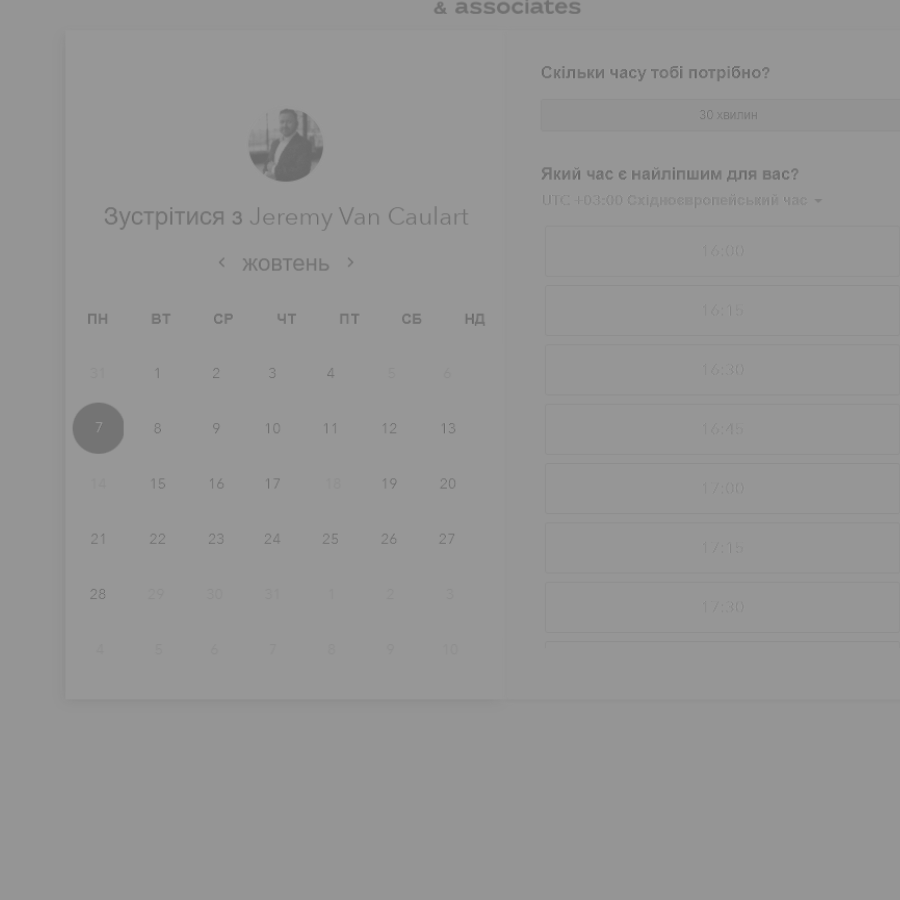 & associates
Зустрітися з Jeremy Van Caulart
жовтень
ПН ВТ СР ЧТ ПТ СБ НД
31 1 2 3 4 5 6
7 8 9 10 11 12 13
14 15 16 17 18 19 20
21 22 23 24 25 26 27
28 29 30 31 1 2 3
4 5 6 7 8 9 10
Скільки часу тобі потрібно?
30 хвилин
Який час є найліпшим для вас?
UTC +03:00 Східноєвропейський час
16:00
16:15
16:30
16:45
17:00
17:15
17:30